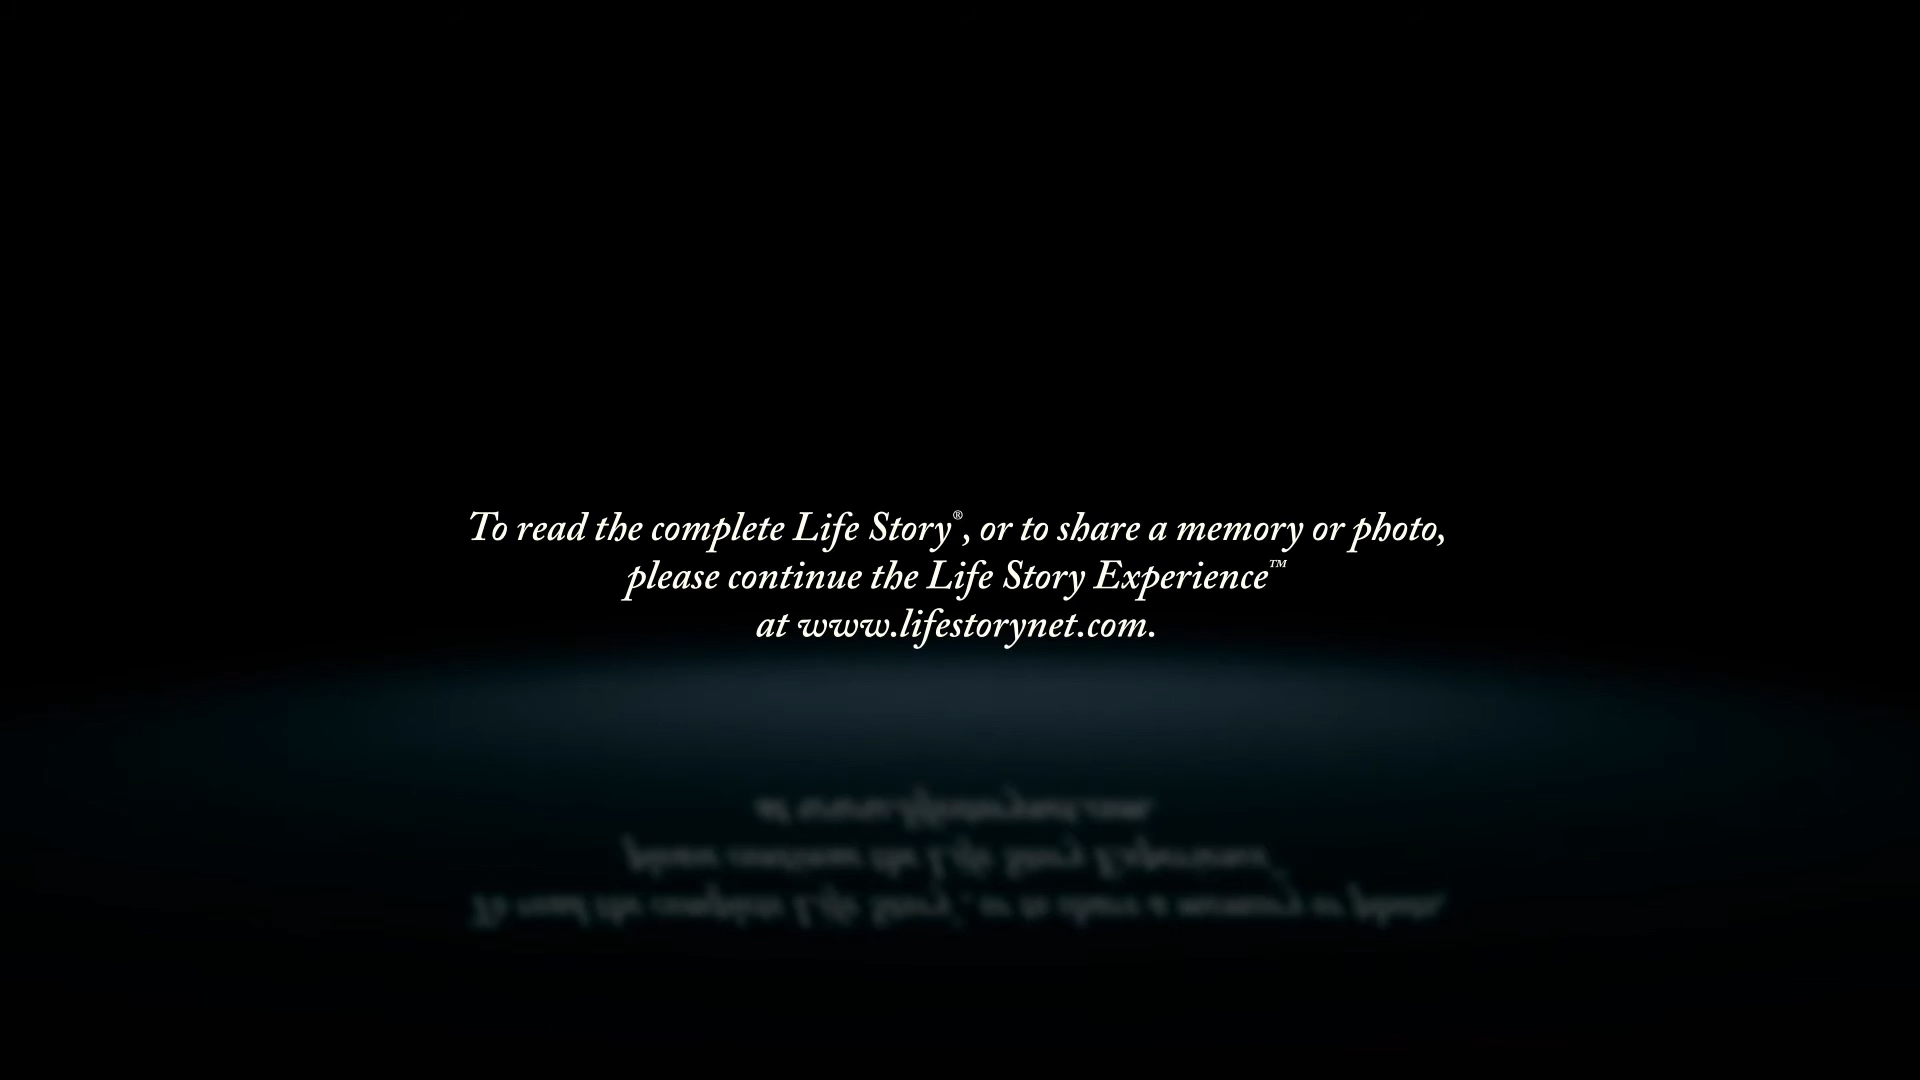 To read the complete Life Story®, or to share a memory or photo,
please continue the Life Story Experience™
at www.lifestorynet.com.